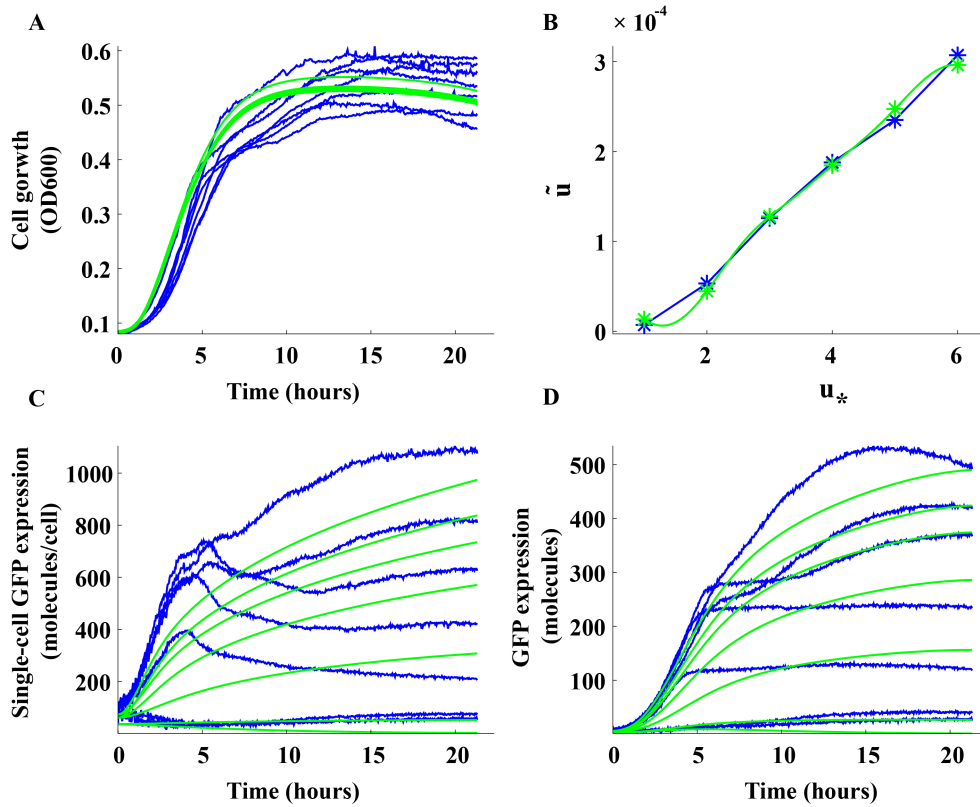 A
B
× 10⁻⁴
0.6
0.5
0.4
0.3
0.2
0.1
Cell gorwth
(OD600)
0
5
10
15
20
Time (hours)
3
2
1
0
ũ
2
4
6
u*
C
D
1000
800
600
400
200
Single-cell GFP expression
(molecules/cell)
0
5
10
15
20
Time (hours)
500
400
300
200
100
GFP expression
(molecules)
0
5
10
15
20
Time (hours)